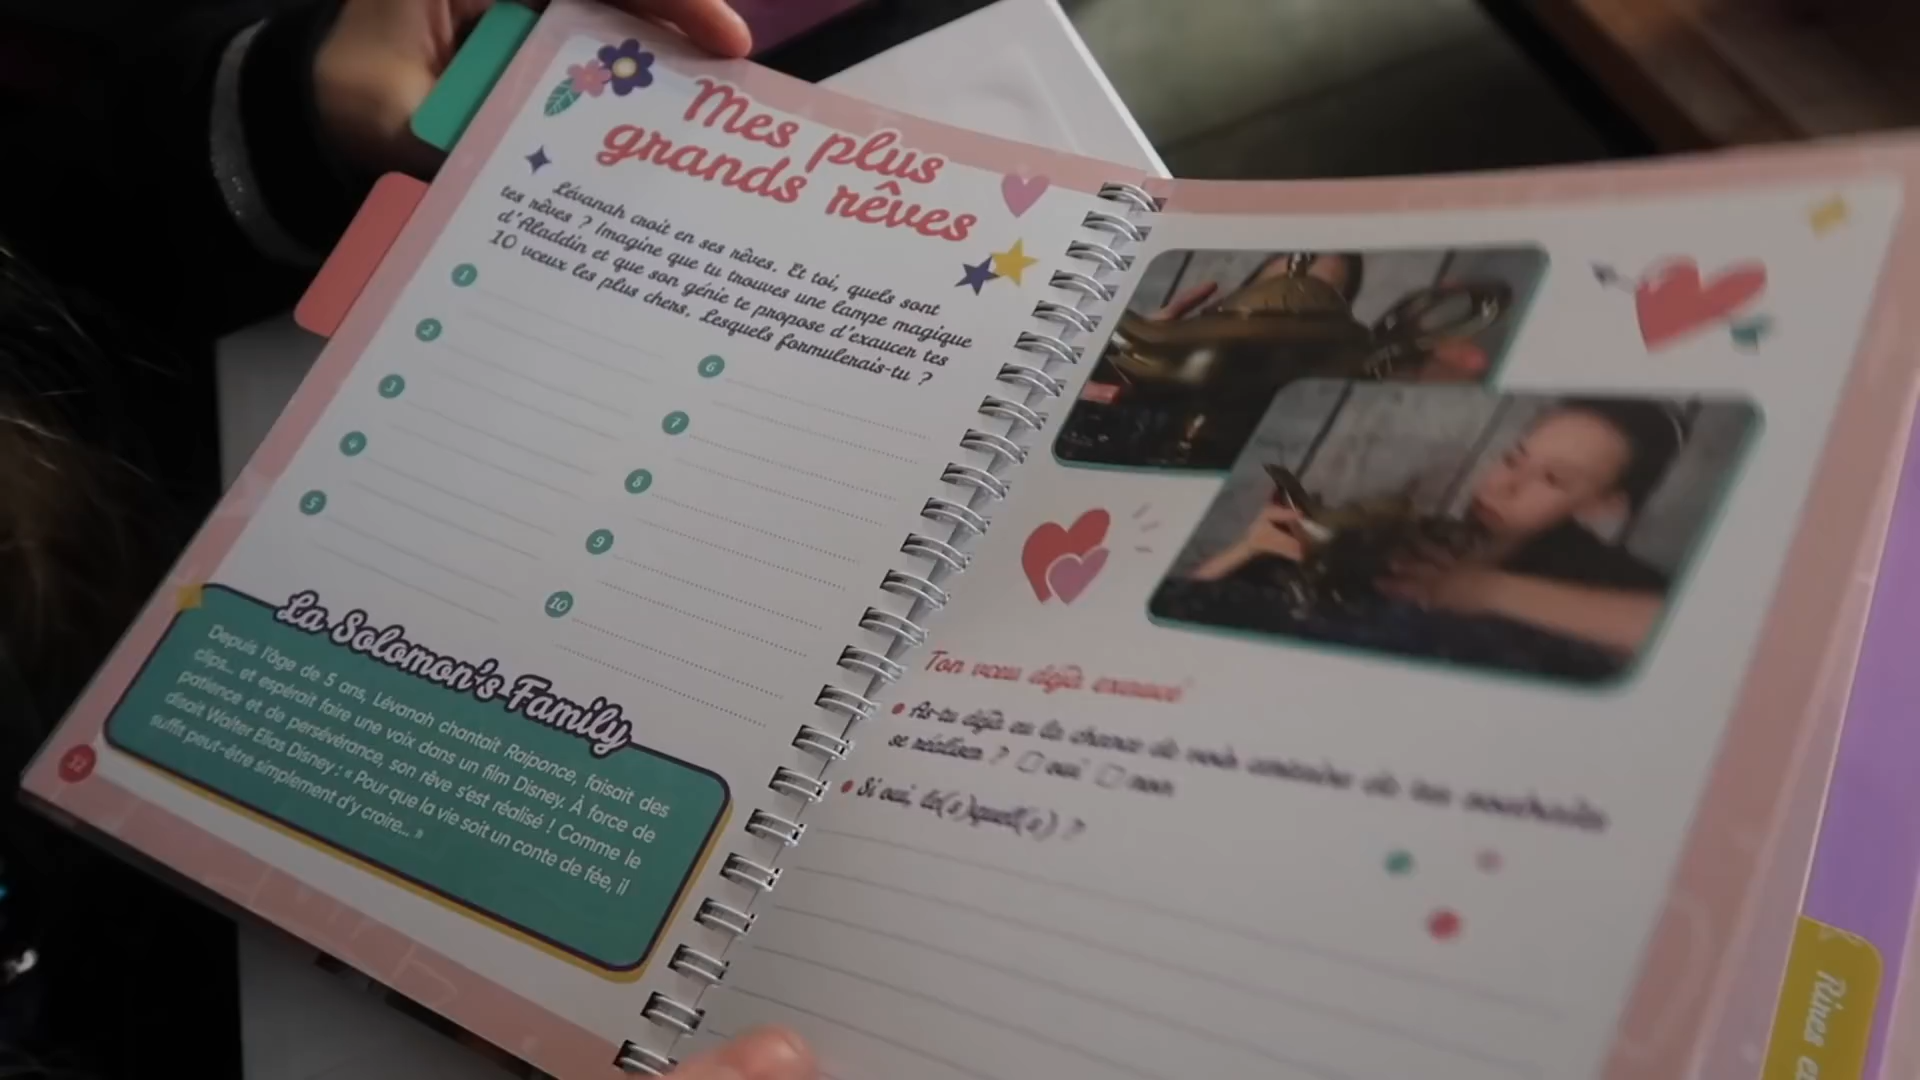 Mes plus
grands rêves
Lévanah croit en ses rêves. Et toi, quels sont
tes rêves ? Imagine que tu trouves une lampe magique
d'Aladdin et que son génie te propose d'exaucer tes
10 vœux les plus chers. Lesquels formulerais-tu ?
1
2
3
4
5
6
7
8
9
10
La Solomon's Family
Depuis l'âge de 5 ans, Lévanah chantait Raiponce, faisait des
clips... et espérait faire une voix dans un film Disney. À force de
patience et de persévérance, son rêve s'est réalisé ! Comme le
disait Walter Elias Disney : « Pour que la vie soit un conte de fée, il
suffit peut-être simplement d'y croire... »
32
Ton vœu déjà exaucé
• As-tu déjà eu la chance de voir certains de tes souhaits
se réaliser ? oui non
• Si oui, le(s)quel(s) ?
Rires e